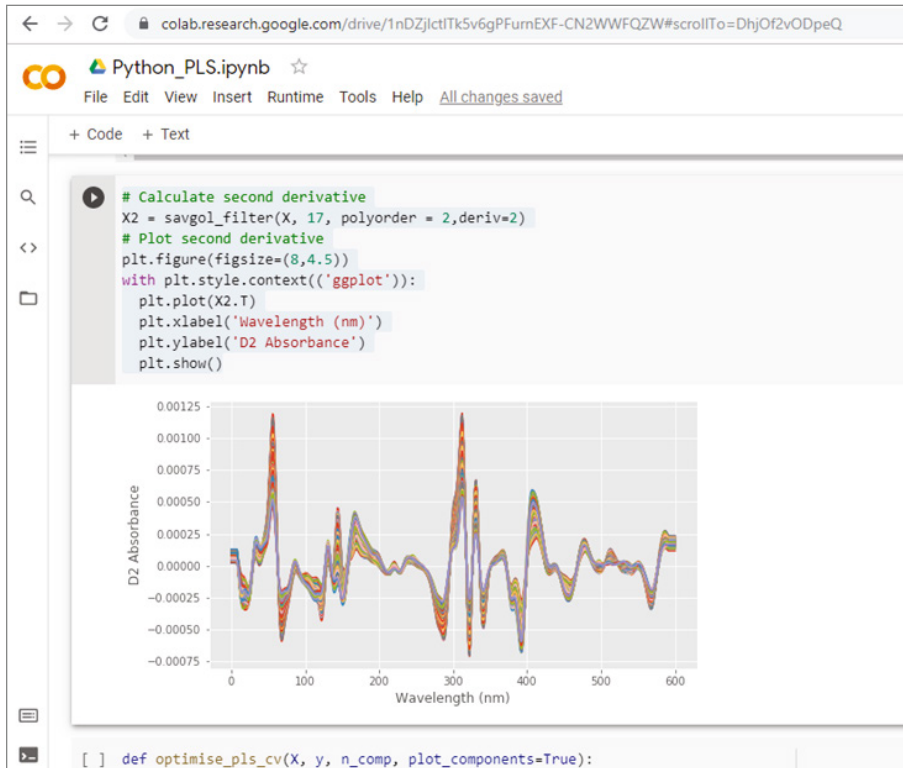 colab.research.google.com/drive/1nDZjIctITk5v6gPFurnEXF-CN2WWFQZW#scrollTo=DhjOf2vODpeQ
CO
Python_PLS.ipynb
File Edit View Insert Runtime Tools Help All changes saved
+ Code + Text
# Calculate second derivative
X2 = savgol_filter(X, 17, polyorder = 2,deriv=2)
# Plot second derivative
plt.figure(figsize=(8,4.5))
with plt.style.context(('ggplot')):
plt.plot(X2.T)
plt.xlabel('Wavelength (nm)')
plt.ylabel('D2 Absorbance')
plt.show()
0.00125
0.00100
0.00075
0.00050
0.00025
0.00000
−0.00025
−0.00050
−0.00075
D2 Absorbance
0 100 200 300 400 500 600
Wavelength (nm)
[ ] def optimise_pls_cv(X, y, n_comp, plot_components=True):